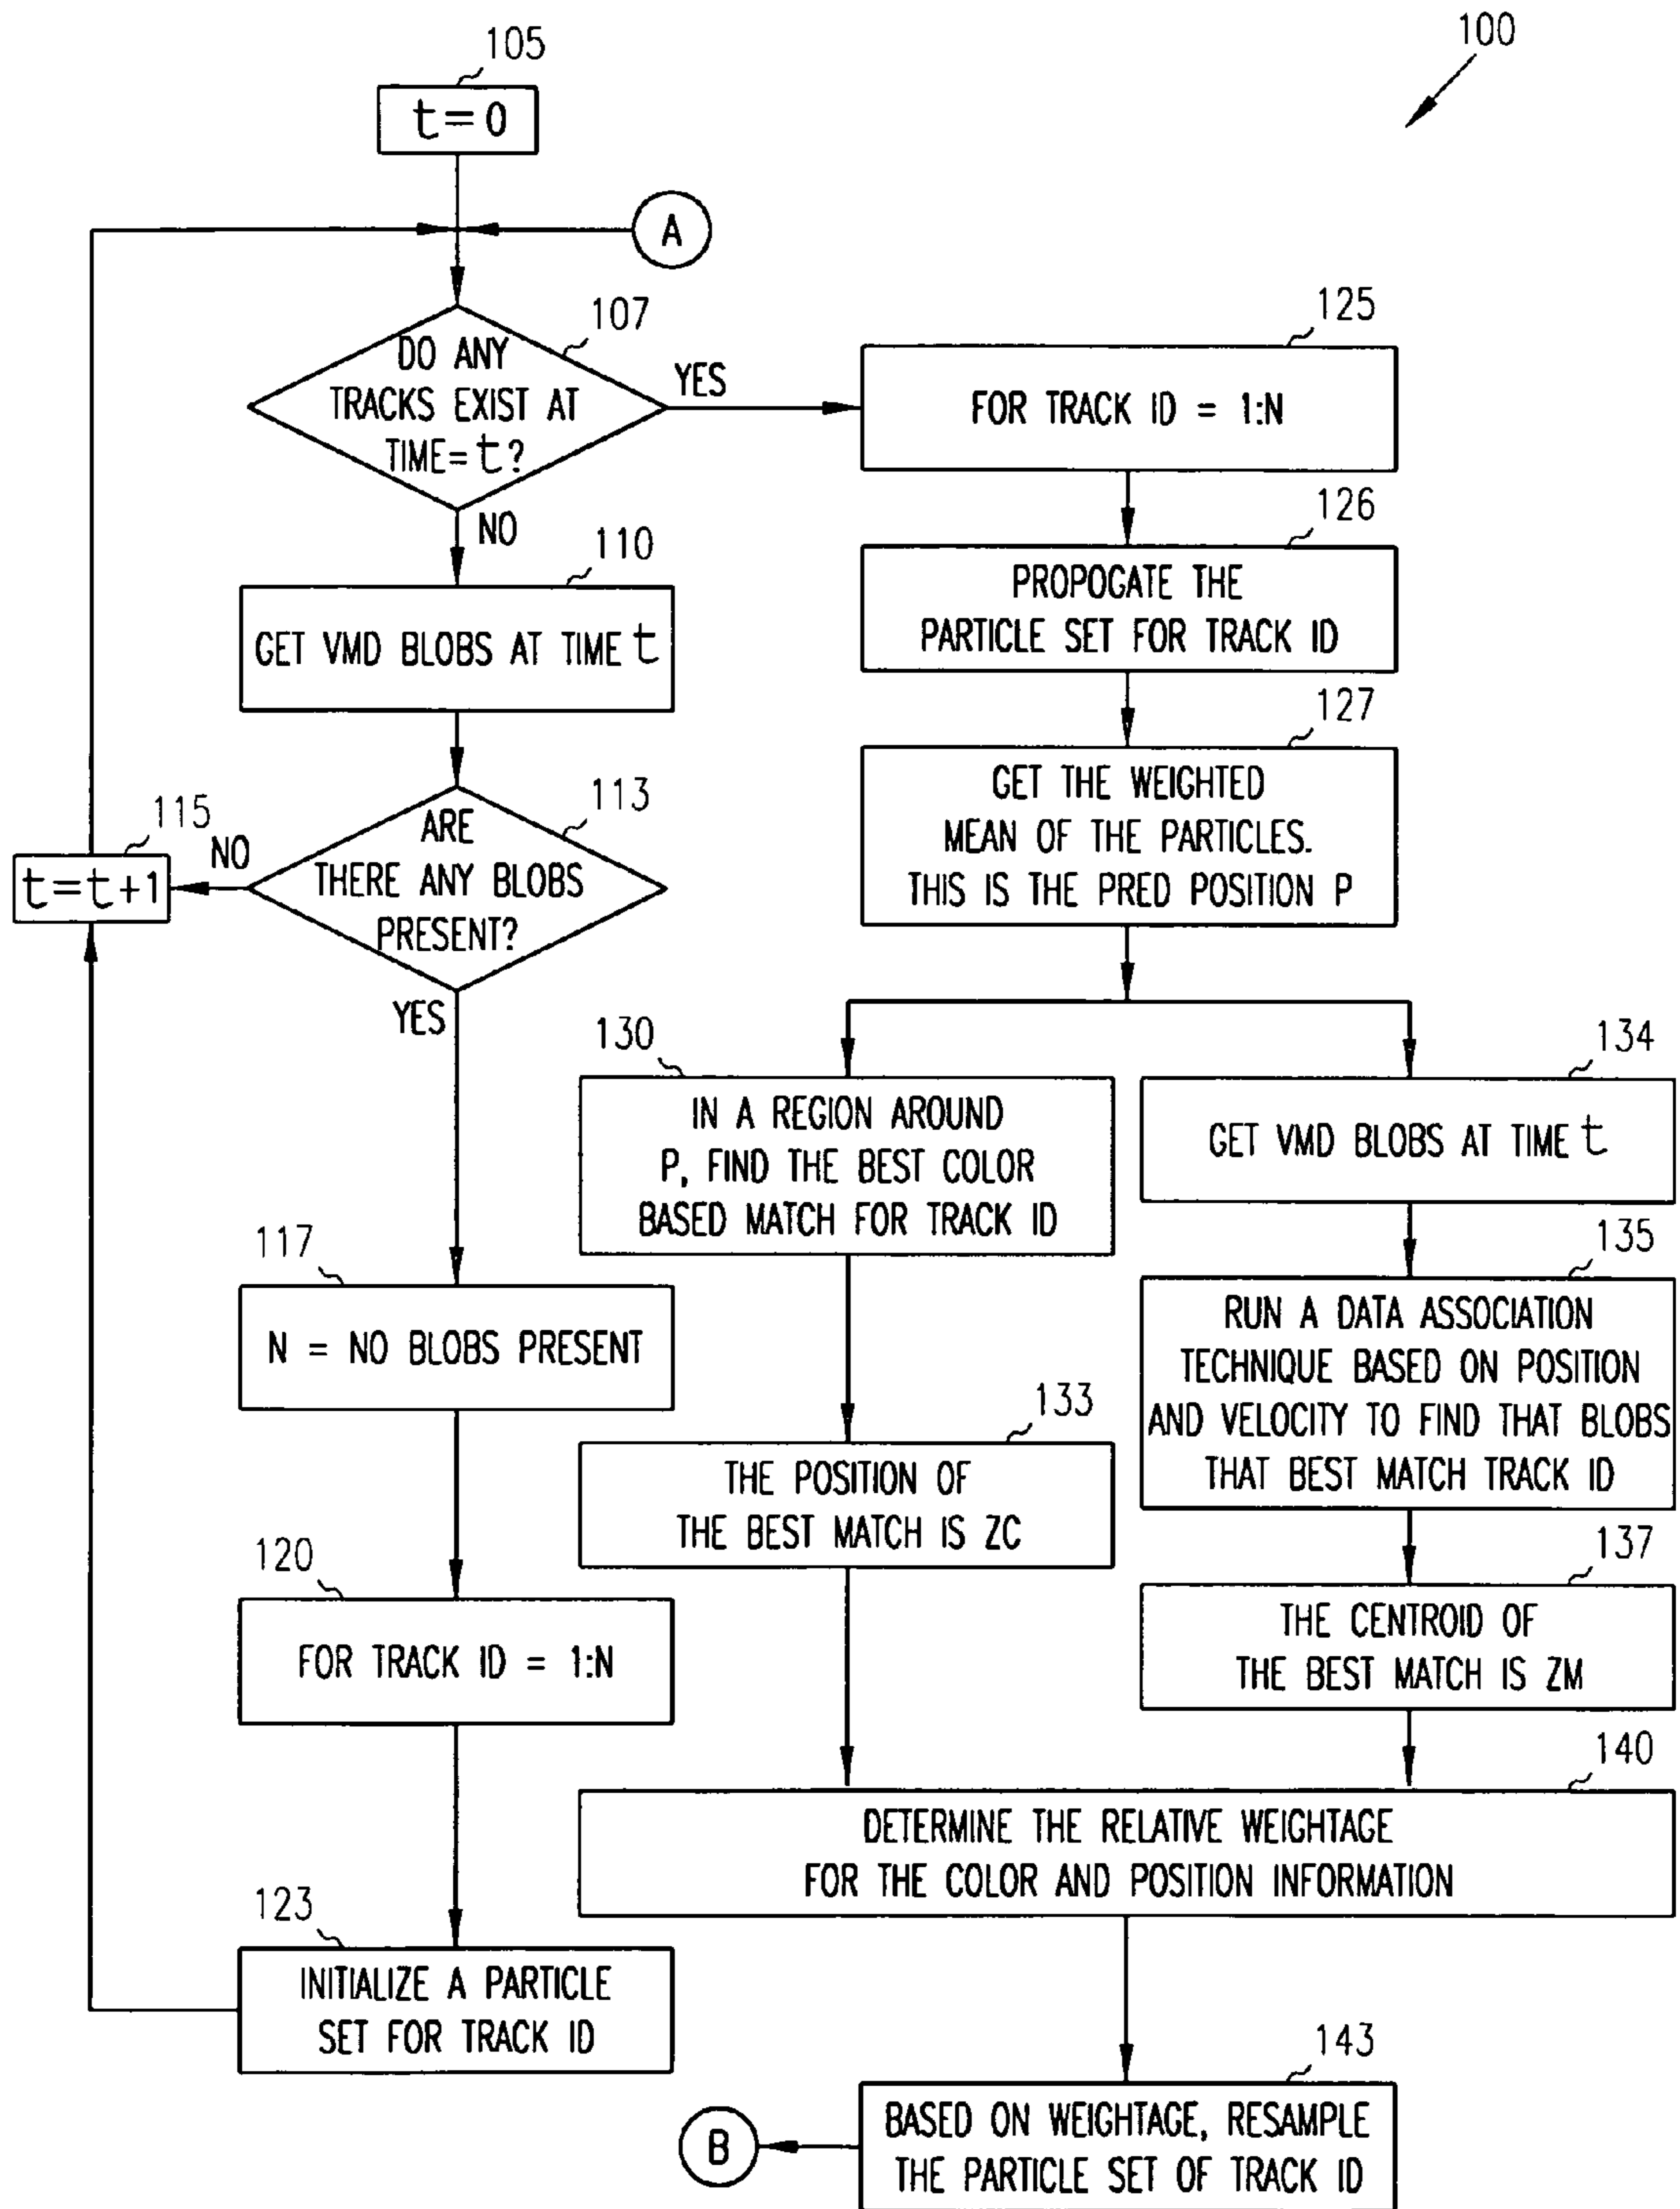 100
105
t=0
A
107
DO ANY
TRACKS EXIST AT
TIME=t?
YES
NO
110
GET VMD BLOBS AT TIME t
113
ARE
THERE ANY BLOBS
PRESENT?
NO
115
t=t+1
YES
117
N = NO BLOBS PRESENT
120
FOR TRACK ID = 1:N
123
INITIALIZE A PARTICLE
SET FOR TRACK ID
125
FOR TRACK ID = 1:N
126
PROPOGATE THE
PARTICLE SET FOR TRACK ID
127
GET THE WEIGHTED
MEAN OF THE PARTICLES.
THIS IS THE PRED POSITION P
130
IN A REGION AROUND
P, FIND THE BEST COLOR
BASED MATCH FOR TRACK ID
133
THE POSITION OF
THE BEST MATCH IS ZC
134
GET VMD BLOBS AT TIME t
135
RUN A DATA ASSOCIATION
TECHNIQUE BASED ON POSITION
AND VELOCITY TO FIND THAT BLOBS
THAT BEST MATCH TRACK ID
137
THE CENTROID OF
THE BEST MATCH IS ZM
140
DETERMINE THE RELATIVE WEIGHTAGE
FOR THE COLOR AND POSITION INFORMATION
143
BASED ON WEIGHTAGE, RESAMPLE
THE PARTICLE SET OF TRACK ID
B